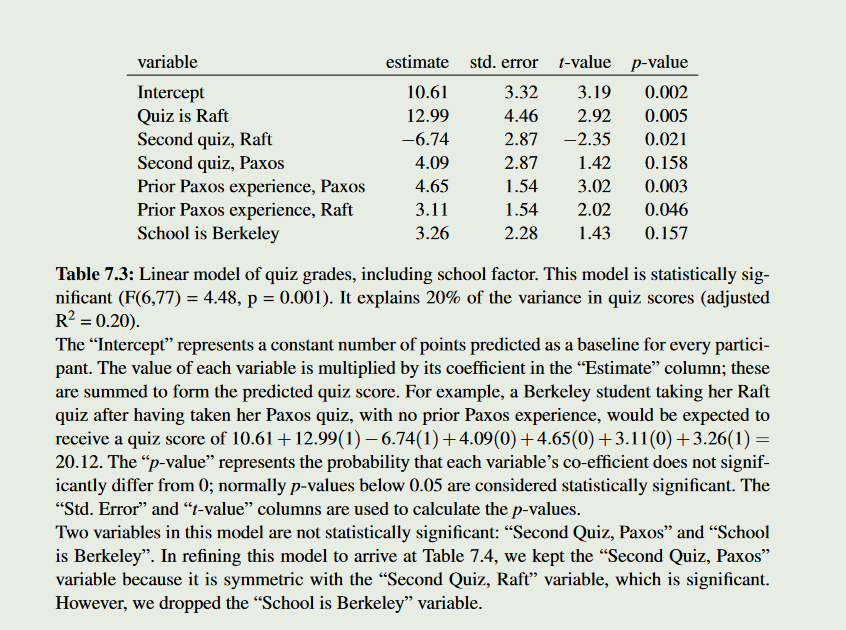 variable estimate std. error t-value p-value
Intercept 10.61 3.32 3.19 0.002
Quiz is Raft 12.99 4.46 2.92 0.005
Second quiz, Raft −6.74 2.87 −2.35 0.021
Second quiz, Paxos 4.09 2.87 1.42 0.158
Prior Paxos experience, Paxos 4.65 1.54 3.02 0.003
Prior Paxos experience, Raft 3.11 1.54 2.02 0.046
School is Berkeley 3.26 2.28 1.43 0.157
Table 7.3: Linear model of quiz grades, including school factor. This model is statistically sig-
nificant (F(6,77) = 4.48, p = 0.001). It explains 20% of the variance in quiz scores (adjusted
R² = 0.20).
The “Intercept” represents a constant number of points predicted as a baseline for every partici-
pant. The value of each variable is multiplied by its coefficient in the “Estimate” column; these
are summed to form the predicted quiz score. For example, a Berkeley student taking her Raft
quiz after having taken her Paxos quiz, with no prior Paxos experience, would be expected to
receive a quiz score of 10.61+12.99(1)−6.74(1)+4.09(0)+4.65(0)+3.11(0)+3.26(1) =
20.12. The “p-value” represents the probability that each variable’s co-efficient does not signif-
icantly differ from 0; normally p-values below 0.05 are considered statistically significant. The
“Std. Error” and “t-value” columns are used to calculate the p-values.
Two variables in this model are not statistically significant: “Second Quiz, Paxos” and “School
is Berkeley”. In refining this model to arrive at Table 7.4, we kept the “Second Quiz, Paxos”
variable because it is symmetric with the “Second Quiz, Raft” variable, which is significant.
However, we dropped the “School is Berkeley” variable.